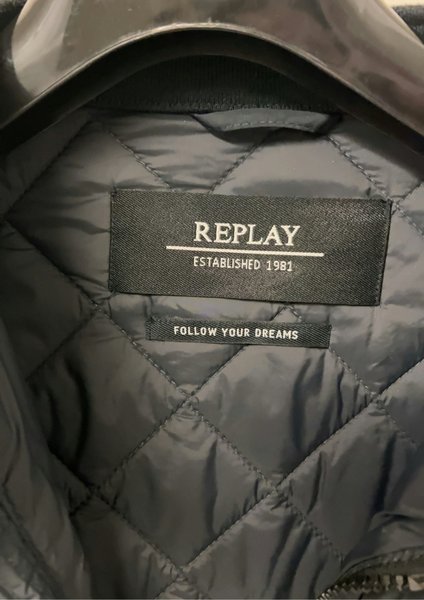 REPLAY
ESTABLISHED 1981
FOLLOW YOUR DREAMS